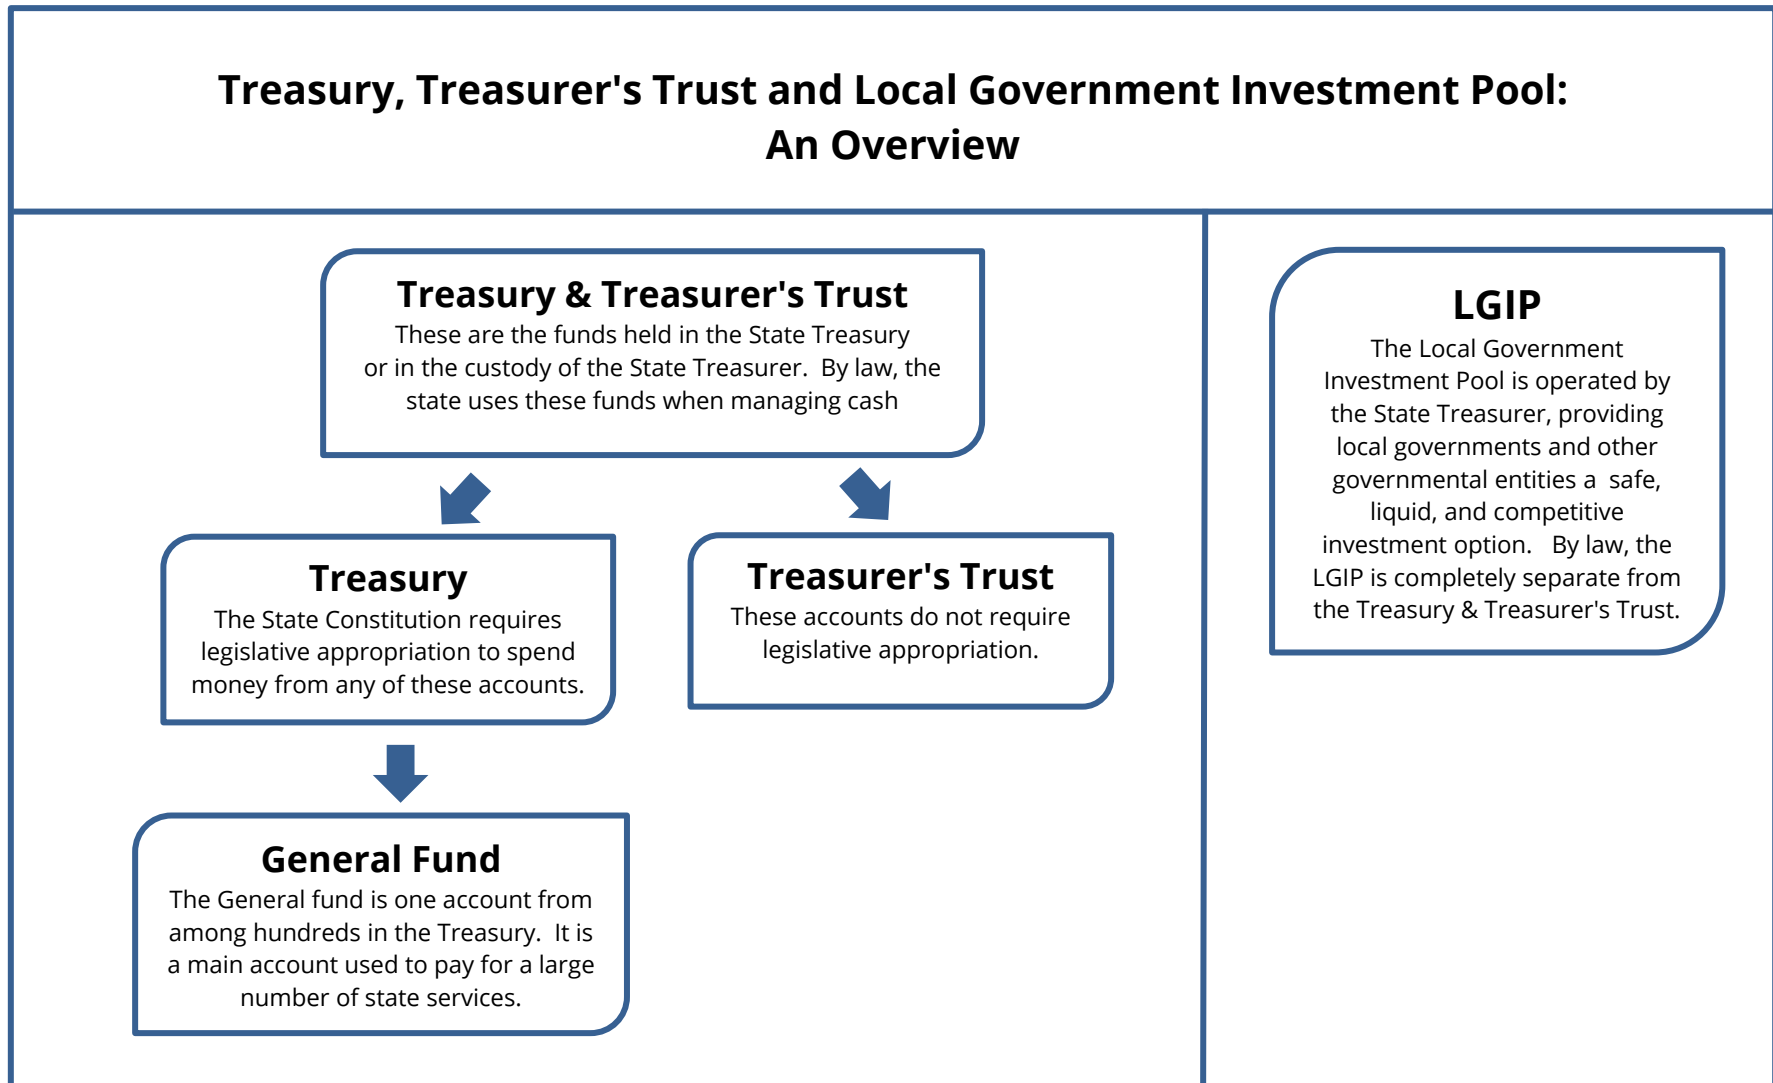 Treasury, Treasurer's Trust and Local Government Investment Pool:
An Overview
Treasury & Treasurer's Trust
These are the funds held in the State Treasury
or in the custody of the State Treasurer.  By law, the
state uses these funds when managing cash
Treasury
The State Constitution requires
legislative appropriation to spend
money from any of these accounts.
Treasurer's Trust
These accounts do not require
legislative appropriation.
General Fund
The General fund is one account from
among hundreds in the Treasury.  It is
a main account used to pay for a large
number of state services.
LGIP
The Local Government
Investment Pool is operated by
the State Treasurer, providing
local governments and other
governmental entities a  safe,
liquid, and competitive
investment option.   By law, the
LGIP is completely separate from
the Treasury & Treasurer's Trust.